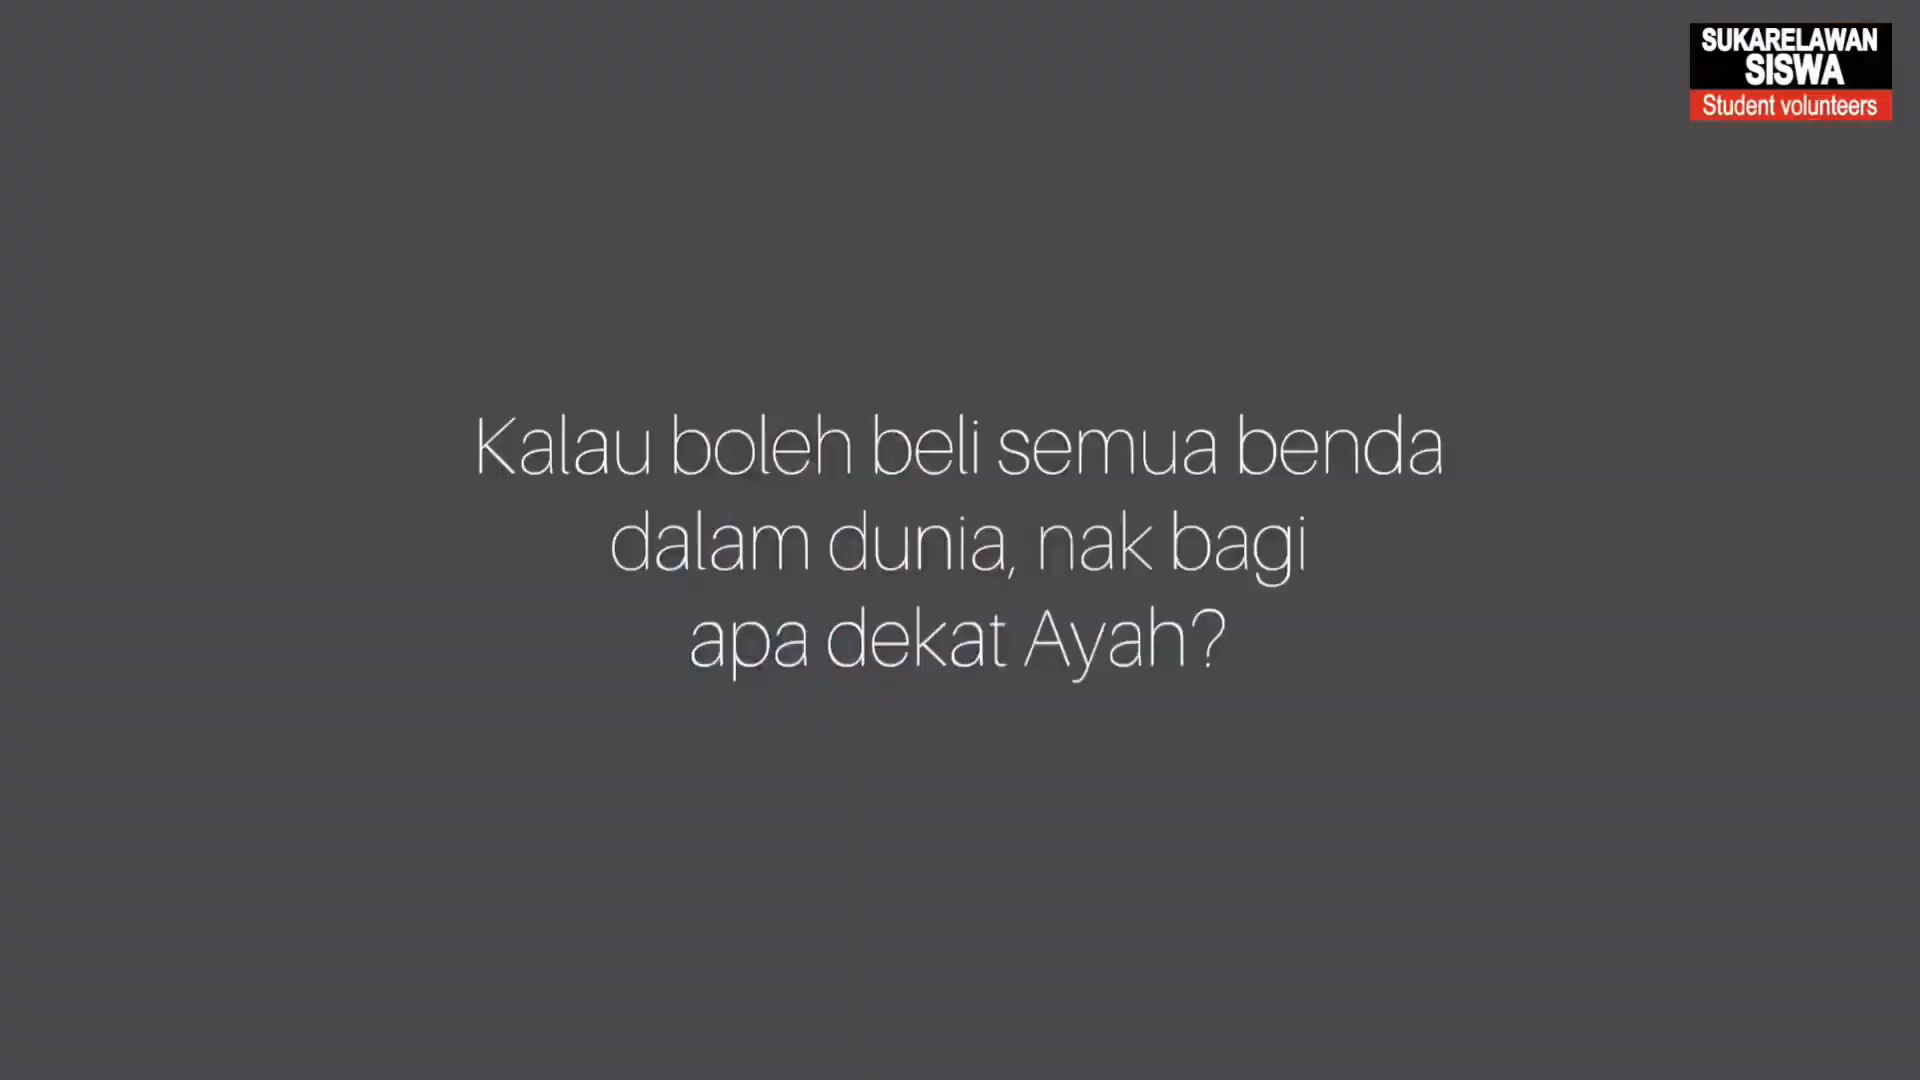 SUKARELAWAN
SISWA
Student volunteers
Kalau boleh beli semua benda
dalam dunia, nak bagi
apa dekat Ayah?